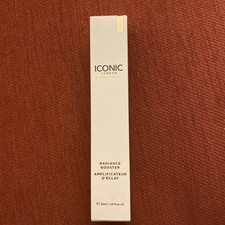 ICONIC
LONDON
RADIANCE
BOOSTER
AMPLIFICATEUR
D'ÉCLAT